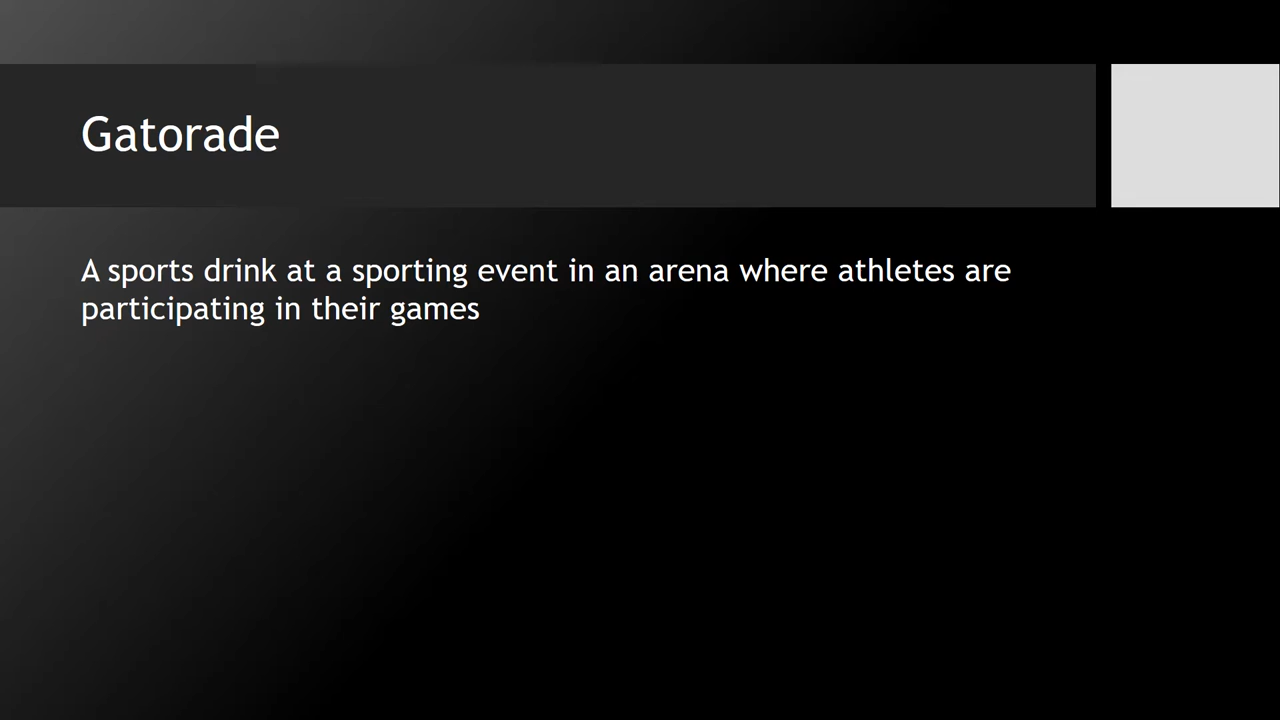 Gatorade
A sports drink at a sporting event in an arena where athletes are
participating in their games